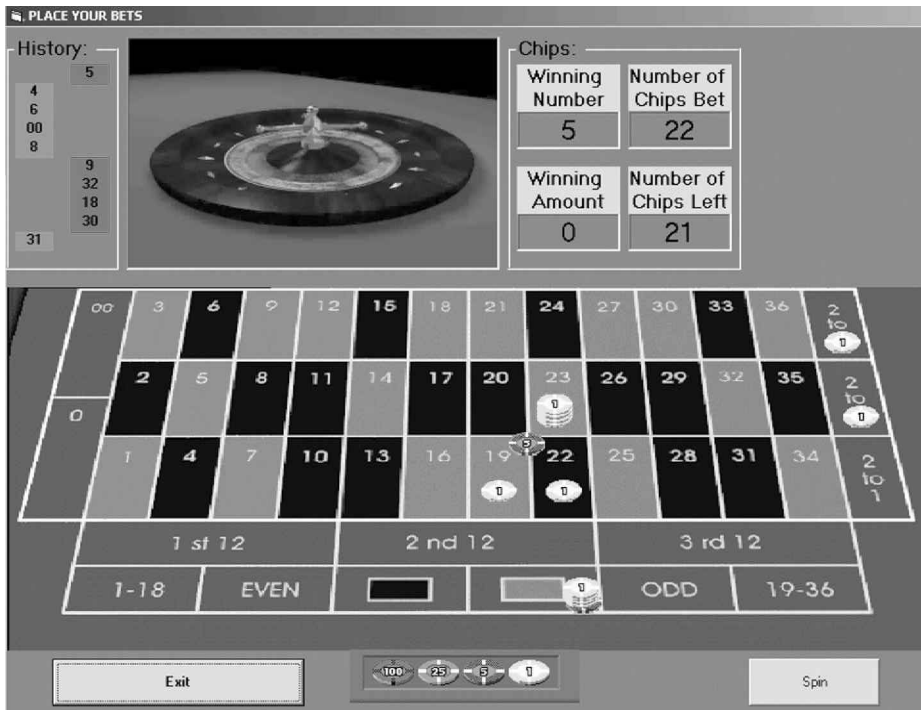 PLACE YOUR BETS
History:
5
4
6
00
8
9
32
18
30
31
Chips:
Winning Number
5
Number of Chips Bet
22
Winning Amount
0
Number of Chips Left
21
00 3 6 9 12 15 18 21 24 27 30 33 36 2 to 1
2 5 8 11 14 17 20 23 26 29 32 35 2 to 1
0
1 4 7 10 13 16 19 22 25 28 31 34 2 to 1
1
5
1 1
1 st 12 2 nd 12 3 rd 12
1-18 EVEN 1 ODD 19-36
Exit
100 25 5 1
Spin